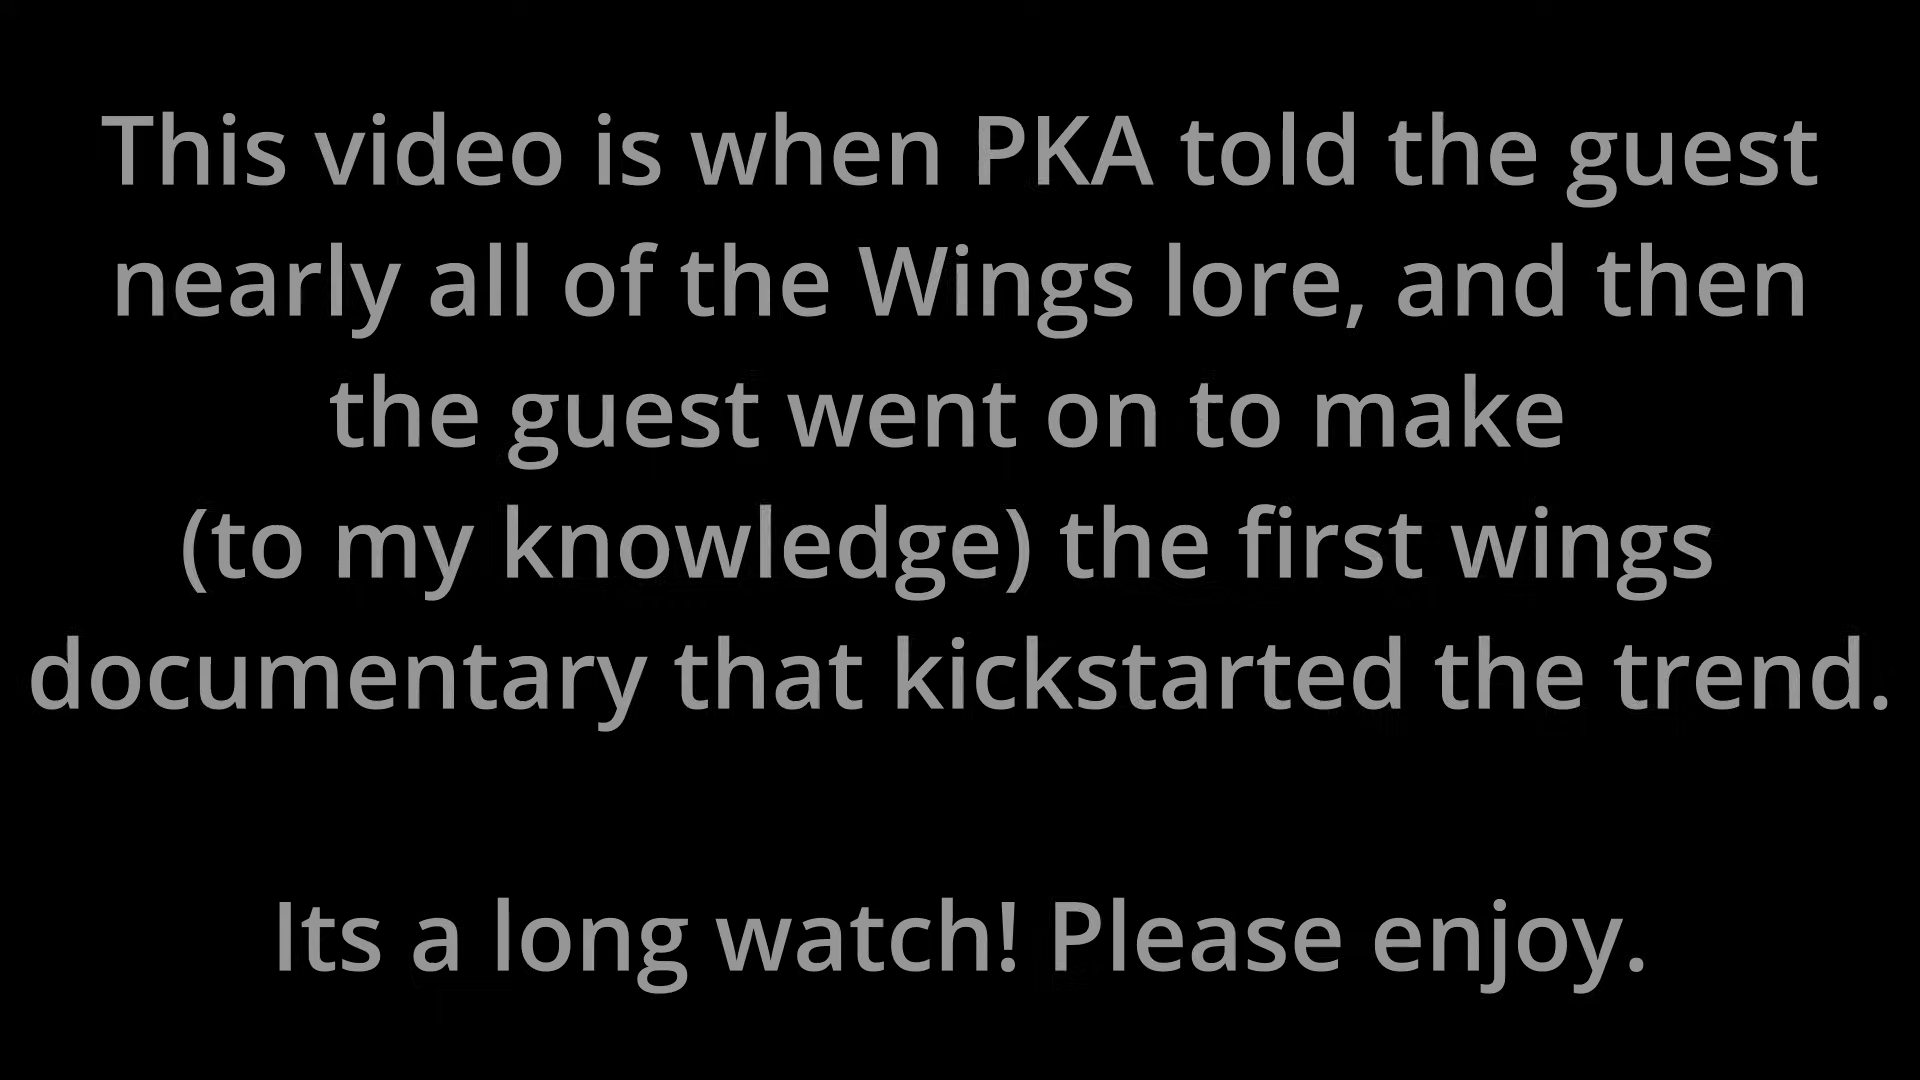 This video is when PKA told the guest
nearly all of the Wings lore, and then
the guest went on to make
(to my knowledge) the first wings
documentary that kickstarted the trend.
Its a long watch! Please enjoy.